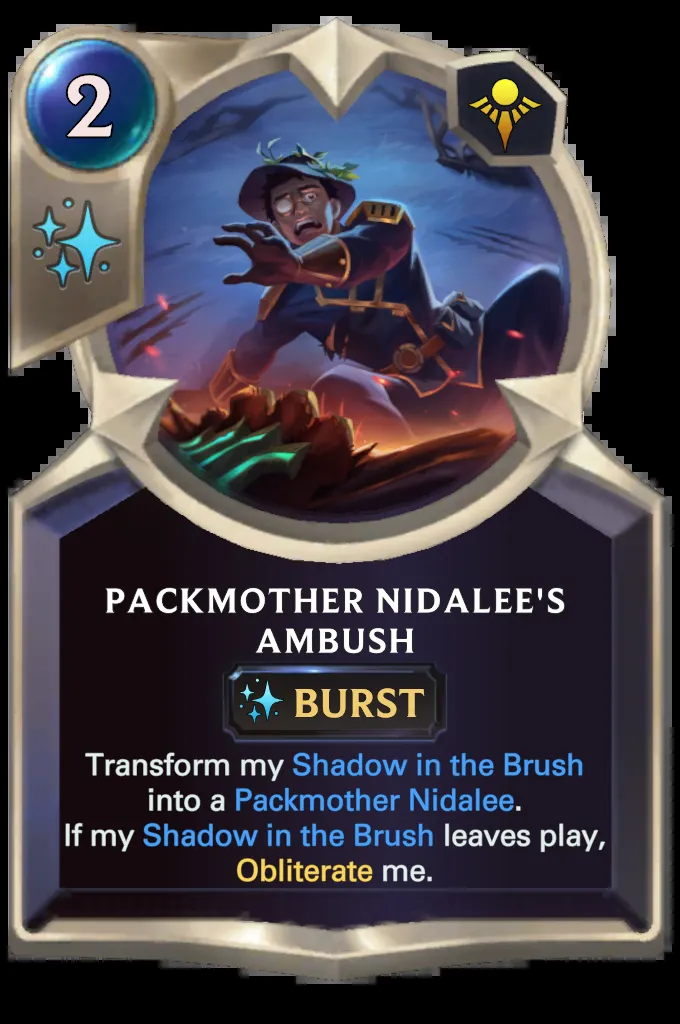 2
PACKMOTHER NIDALEE'S
AMBUSH
BURST
Transform my Shadow in the Brush
into a Packmother Nidalee.
If my Shadow in the Brush leaves play,
Obliterate me.